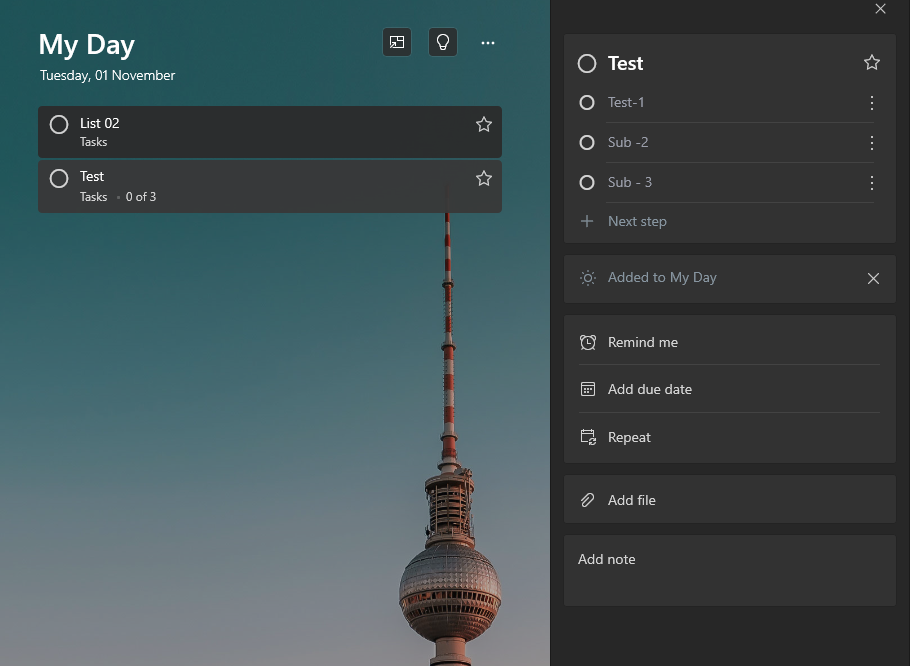 My Day
Tuesday, 01 November
List 02
Tasks
Test
Tasks • 0 of 3
Test
Test-1
Sub -2
Sub - 3
Next step
Added to My Day
Remind me
Add due date
Repeat
Add file
Add note